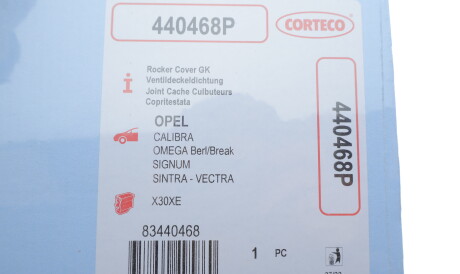 440468P
CORTECO
Rocker Cover GK
Ventildeckeldichtung
Joint Cache Culbuteurs
Copritestata
440468P
OPEL
CALIBRA
OMEGA Berl/Break
SIGNUM
SINTRA - VECTRA
X30XE
83440468
1 PC